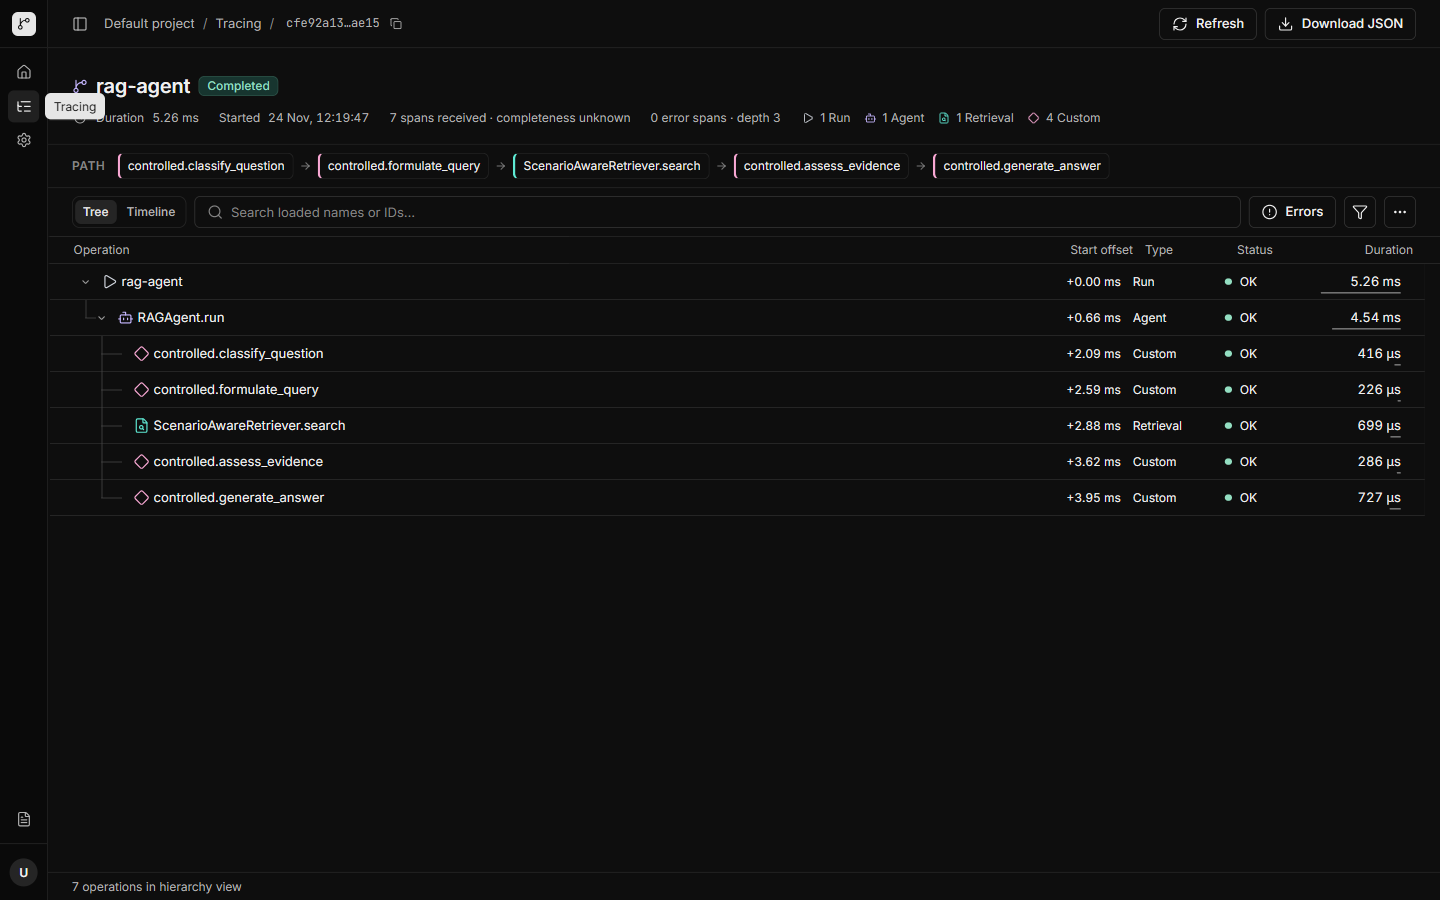 Default project / Tracing / cfe92a13…ae15
Refresh
Download JSON
rag-agent Completed
Tracing
Duration 5.26 ms Started 24 Nov, 12:19:47 7 spans received · completeness unknown 0 error spans · depth 3 1 Run 1 Agent 1 Retrieval 4 Custom
PATH controlled.classify_question → controlled.formulate_query → ScenarioAwareRetriever.search → controlled.assess_evidence → controlled.generate_answer
Tree Timeline Search loaded names or IDs... Errors
Operation Start offset Type Status Duration
rag-agent +0.00 ms Run OK 5.26 ms
RAGAgent.run +0.66 ms Agent OK 4.54 ms
controlled.classify_question +2.09 ms Custom OK 416 µs
controlled.formulate_query +2.59 ms Custom OK 226 µs
ScenarioAwareRetriever.search +2.88 ms Retrieval OK 699 µs
controlled.assess_evidence +3.62 ms Custom OK 286 µs
controlled.generate_answer +3.95 ms Custom OK 727 µs
U
7 operations in hierarchy view